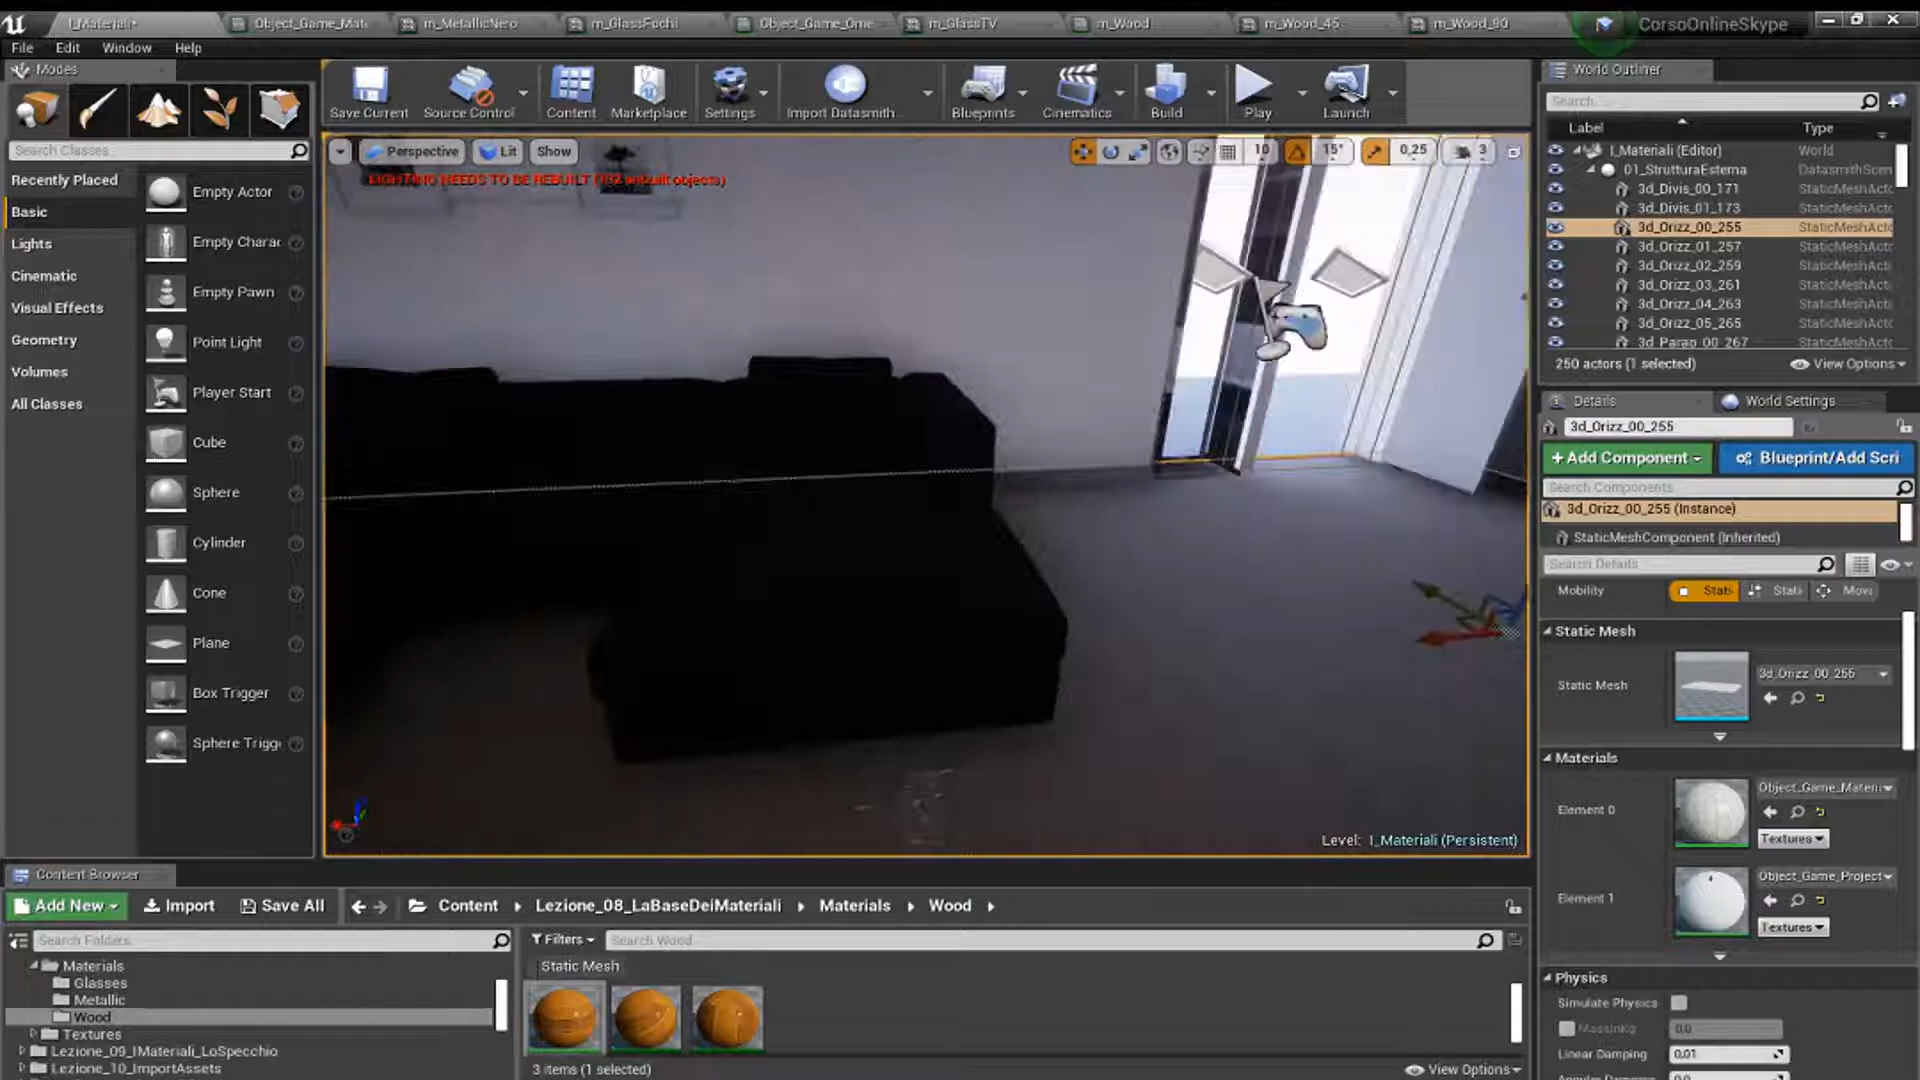 I_Materiali*
Object_Game_Mat
m_MetallicNero
m_GlassFochi
Object_Game_Ome
m_GlassTV
m_Wood
m_Wood_45
m_Wood_90
CorsoOnlineSkype
File Edit Window Help
Modes
Search Classes
Recently Placed
Basic
Lights
Cinematic
Visual Effects
Geometry
Volumes
All Classes
Empty Actor
Empty Charac
Empty Pawn
Point Light
Player Start
Cube
Sphere
Cylinder
Cone
Plane
Box Trigger
Sphere Trigg
Save Current
Source Control
Content
Marketplace
Settings
Import Datasmith
Blueprints
Cinematics
Build
Play
Launch
Perspective
Lit
Show
10
15°
0,25
3
LIGHTING NEEDS TO BE REBUILT (192 unbuilt objects)
Level: I_Materiali (Persistent)
World Outliner
Search
Label Type
I_Materiali (Editor) World
01_StrutturaEsterna DatasmithScen
3d_Divis_00_171 StaticMeshActo
3d_Divis_01_173 StaticMeshActo
3d_Orizz_00_255 StaticMeshActo
3d_Orizz_01_257 StaticMeshActo
3d_Orizz_02_259 StaticMeshActo
3d_Orizz_03_261 StaticMeshActo
3d_Orizz_04_263 StaticMeshActo
3d_Orizz_05_265 StaticMeshActo
3d_Parap_00_267 StaticMeshActo
250 actors (1 selected)
View Options
Details
World Settings
3d_Orizz_00_255
+ Add Component
Blueprint/Add Scri
Search Components
3d_Orizz_00_255 (Instance)
StaticMeshComponent (Inherited)
Search Details
Mobility
Stati
Stati
Mova
Static Mesh
Static Mesh
3d_Orizz_00_255
Materials
Element 0
Object_Game_Materi
Textures
Element 1
Object_Game_Project
Textures
Physics
Simulate Physics
MassInKg
0,0
Linear Damping
0,01
Angular Damping
0,0
Content Browser
Add New
Import
Save All
Content
Lezione_08_LaBaseDeiMateriali
Materials
Wood
Search Folders
Filters
Search Wood
Static Mesh
Materials
Glasses
Metallic
Wood
Textures
Lezione_09_IMateriali_LoSpecchio
Lezione_10_ImportAssets
3 items (1 selected)
View Options